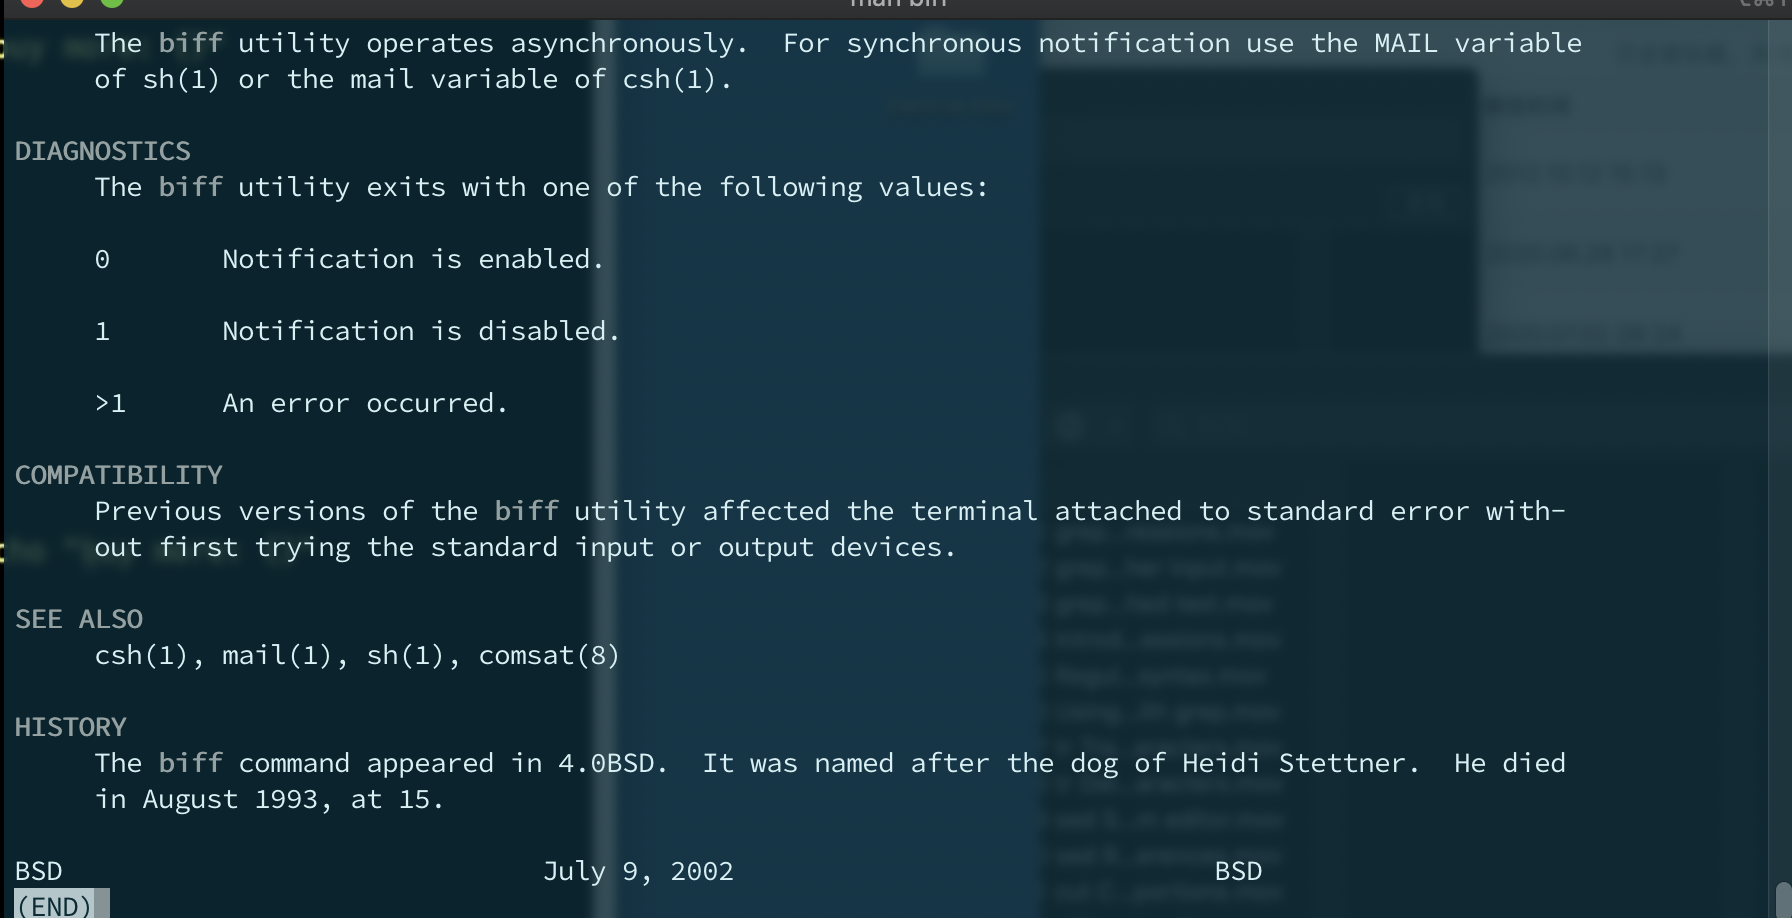 man biff
The biff utility operates asynchronously.  For synchronous notification use the MAIL variable
of sh(1) or the mail variable of csh(1).
DIAGNOSTICS
The biff utility exits with one of the following values:
0       Notification is enabled.
1       Notification is disabled.
>1      An error occurred.
COMPATIBILITY
Previous versions of the biff utility affected the terminal attached to standard error with-
out first trying the standard input or output devices.
SEE ALSO
csh(1), mail(1), sh(1), comsat(8)
HISTORY
The biff command appeared in 4.0BSD.  It was named after the dog of Heidi Stettner.  He died
in August 1993, at 15.
BSD                              July 9, 2002                              BSD
(END)